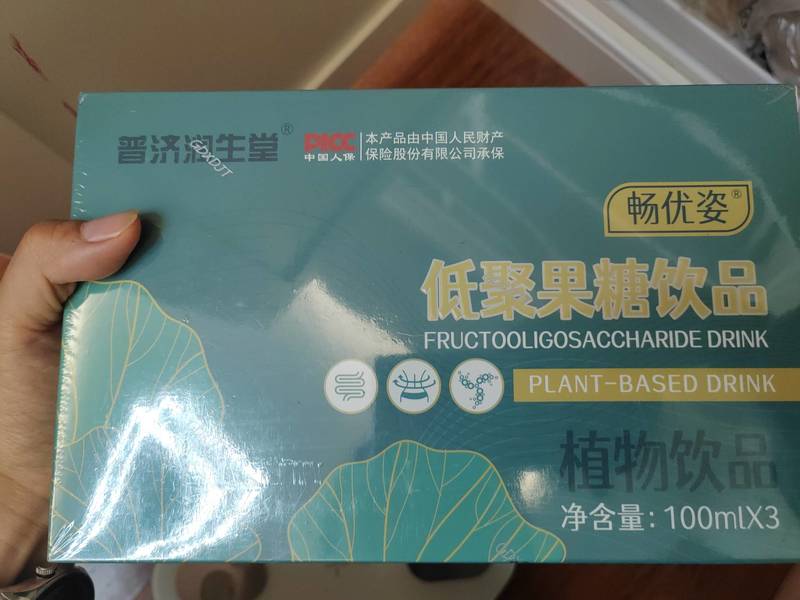 普济润生堂®
GDXDJT
PICC
中国人保
本产品由中国人民财产
保险股份有限公司承保
畅优姿®
低聚果糖饮品
FRUCTOOLIGOSACCHARIDE DRINK
PLANT-BASED DRINK
植物饮品
净含量：100mlX3